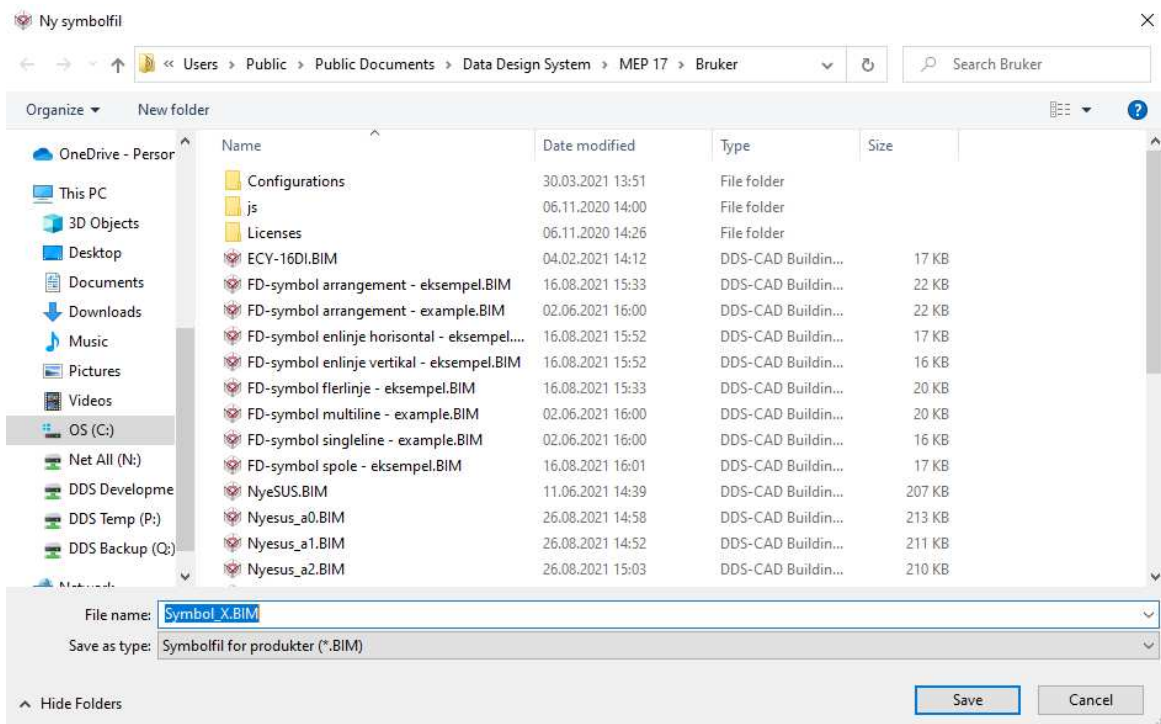 Ny symbolfil
« Users › Public › Public Documents › Data Design System › MEP 17 › Bruker Search Bruker
Organize New folder
OneDrive - Person
This PC
3D Objects
Desktop
Documents
Downloads
Music
Pictures
Videos
OS (C:)
Net All (N:)
DDS Developme
DDS Temp (P:)
DDS Backup (Q:)
Name Date modified Type Size
Configurations 30.03.2021 13:51 File folder
js 06.11.2020 14:00 File folder
Licenses 06.11.2020 14:26 File folder
ECY-16DI.BIM 04.02.2021 14:12 DDS-CAD Buildin... 17 KB
FD-symbol arrangement - eksempel.BIM 16.08.2021 15:33 DDS-CAD Buildin... 22 KB
FD-symbol arrangement - example.BIM 02.06.2021 16:00 DDS-CAD Buildin... 22 KB
FD-symbol enlinje horisontal - eksempel.... 16.08.2021 15:52 DDS-CAD Buildin... 17 KB
FD-symbol enlinje vertikal - eksempel.BIM 16.08.2021 15:52 DDS-CAD Buildin... 16 KB
FD-symbol flerlinje - eksempel.BIM 16.08.2021 15:33 DDS-CAD Buildin... 20 KB
FD-symbol multiline - example.BIM 02.06.2021 16:00 DDS-CAD Buildin... 20 KB
FD-symbol singleline - example.BIM 02.06.2021 16:00 DDS-CAD Buildin... 16 KB
FD-symbol spole - eksempel.BIM 16.08.2021 16:01 DDS-CAD Buildin... 17 KB
NyeSUS.BIM 11.06.2021 14:39 DDS-CAD Buildin... 207 KB
Nyesus_a0.BIM 26.08.2021 14:58 DDS-CAD Buildin... 213 KB
Nyesus_a1.BIM 26.08.2021 14:52 DDS-CAD Buildin... 211 KB
Nyesus_a2.BIM 26.08.2021 15:03 DDS-CAD Buildin... 210 KB
File name: Symbol_X.BIM
Save as type: Symbolfil for produkter (*.BIM)
Hide Folders Save Cancel